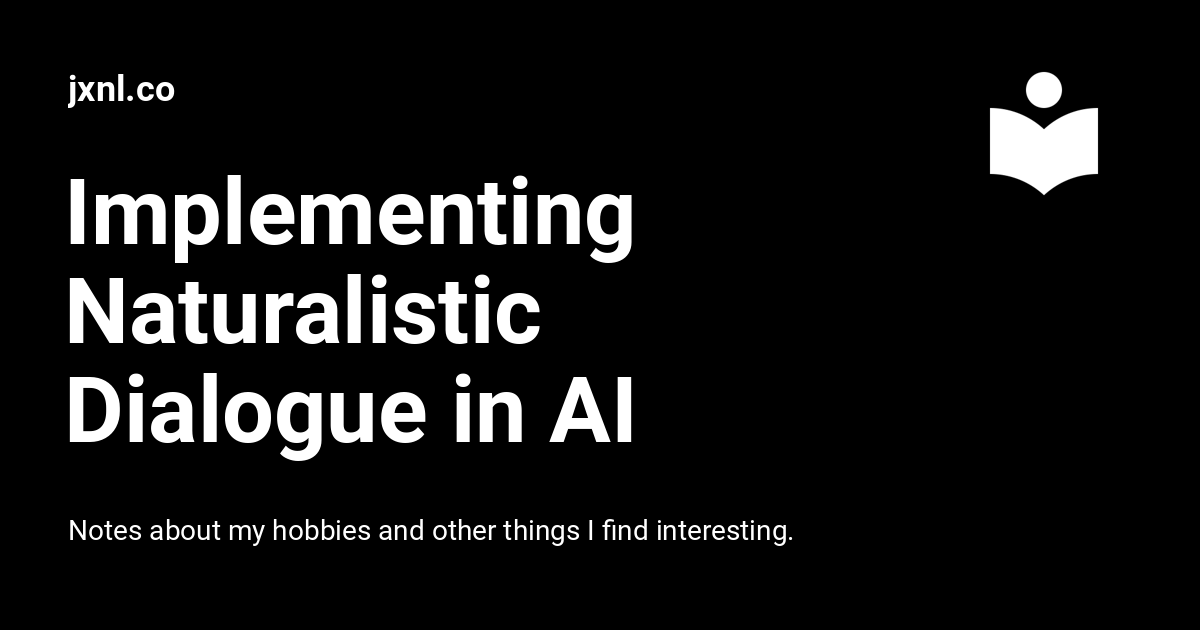 jxnl.co
Implementing
Naturalistic
Dialogue in AI
Notes about my hobbies and other things I find interesting.